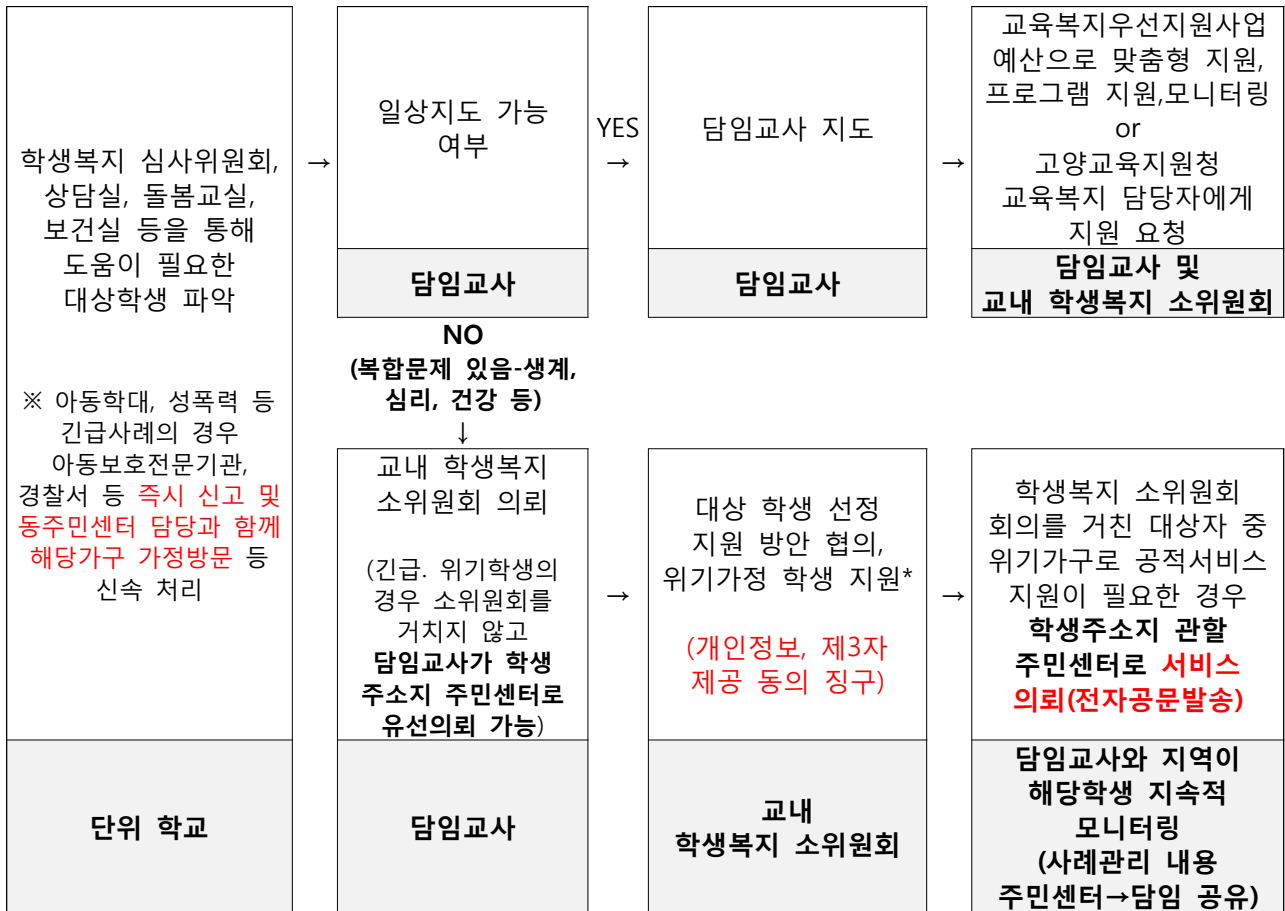 학생복지 심사위원회,
상담실, 돌봄교실,
보건실 등을 통해
도움이 필요한
대상학생 파악
※ 아동학대, 성폭력 등
긴급사례의 경우
아동보호전문기관,
경찰서 등 즉시 신고 및
동주민센터 담당과 함께
해당가구 가정방문 등
신속 처리
단위 학교
→
일상지도 가능
여부
담임교사
YES
→
담임교사 지도
담임교사
→
교육복지우선지원사업
예산으로 맞춤형 지원,
프로그램 지원,모니터링
or
고양교육지원청
교육복지 담당자에게
지원 요청
담임교사 및
교내 학생복지 소위원회
NO
(복합문제 있음-생계,
심리, 건강 등)
↓
교내 학생복지
소위원회 의뢰
(긴급. 위기학생의
경우 소위원회를
거치지 않고
담임교사가 학생
주소지 주민센터로
유선의뢰 가능)
담임교사
→
대상 학생 선정
지원 방안 협의,
위기가정 학생 지원*
(개인정보, 제3자
제공 동의 징구)
교내
학생복지 소위원회
→
학생복지 소위원회
회의를 거친 대상자 중
위기가구로 공적서비스
지원이 필요한 경우
학생주소지 관할
주민센터로 서비스
의뢰(전자공문발송)
담임교사와 지역이
해당학생 지속적
모니터링
(사례관리 내용
주민센터→담임 공유)